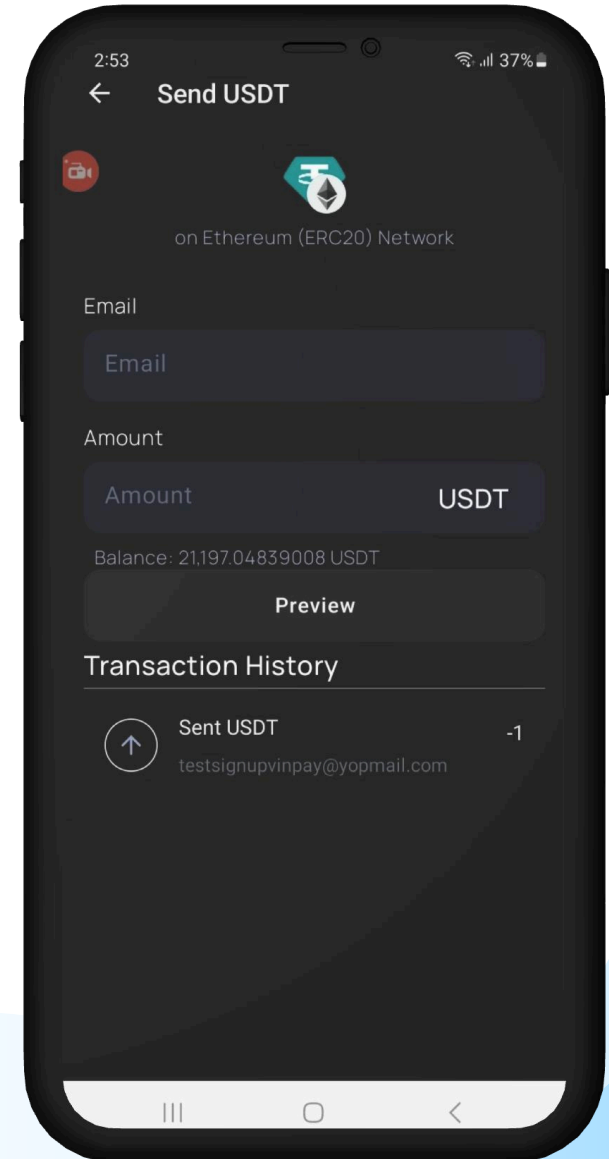 2:53
37%
Send USDT
on Ethereum (ERC20) Network
Email
Email
Amount
Amount
USDT
Balance: 21,197.04839008 USDT
Preview
Transaction History
Sent USDT
-1
testsignupvinpay@yopmail.com